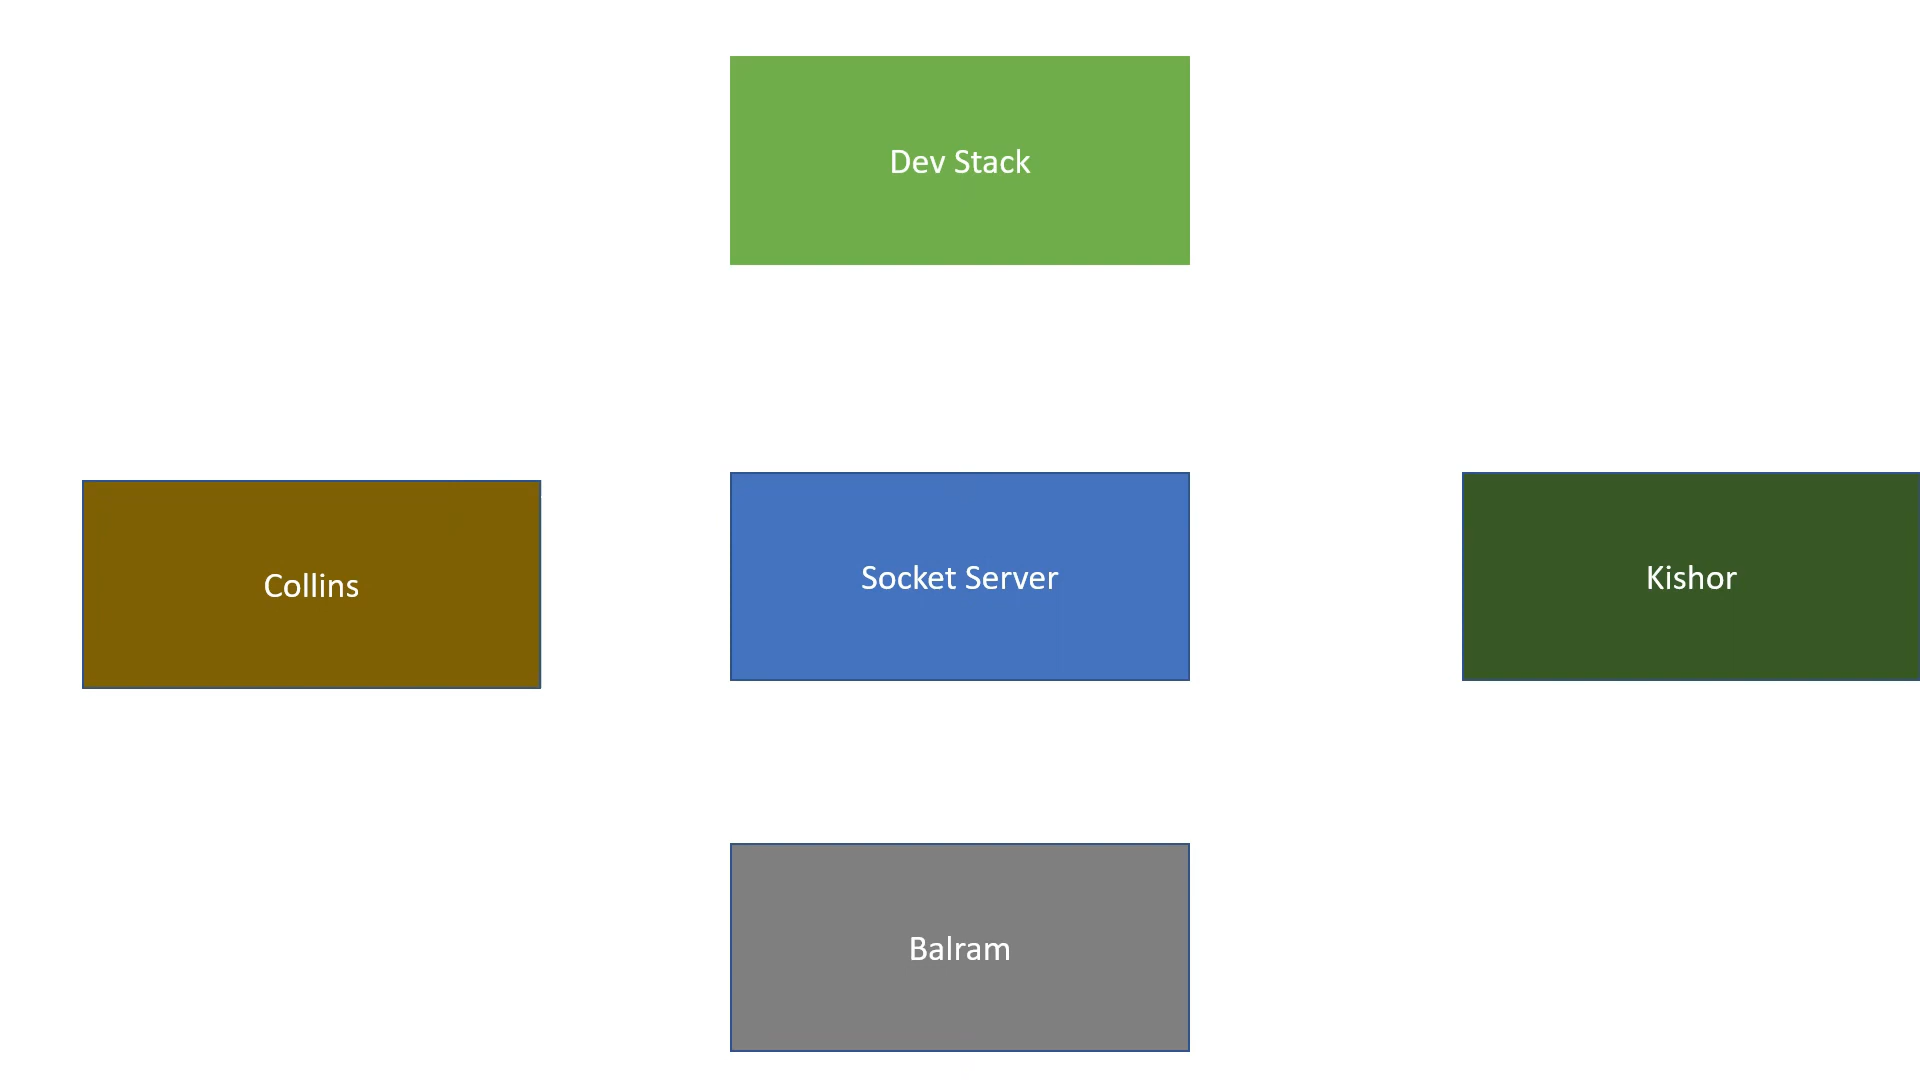 Dev Stack
Collins
Socket Server
Kishor
Balram